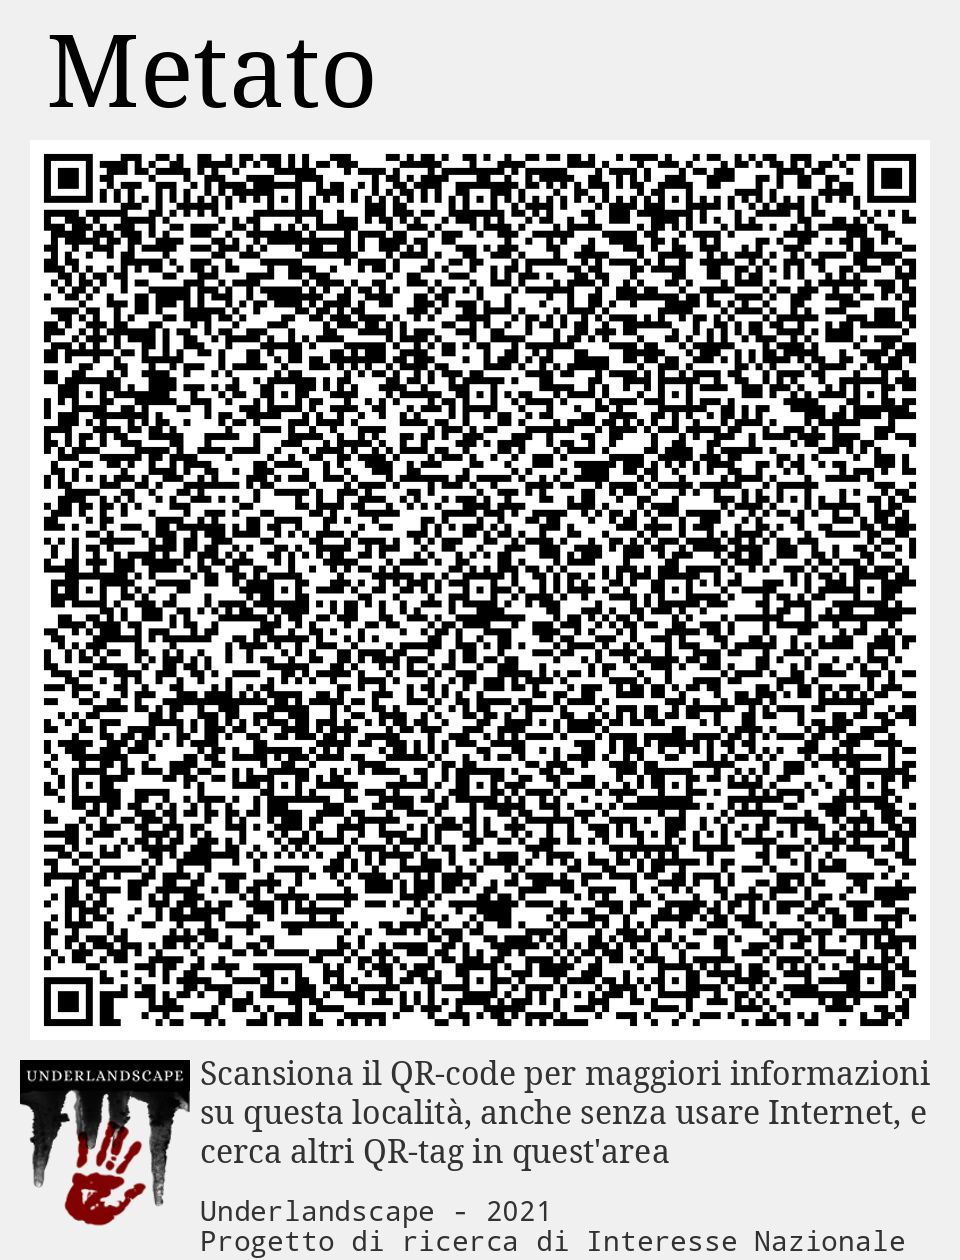 Metato
UNDERLANDSCAPE
Scansiona il QR-code per maggiori informazioni
su questa località, anche senza usare Internet, e
cerca altri QR-tag in quest'area
Underlandscape - 2021
Progetto di ricerca di Interesse Nazionale